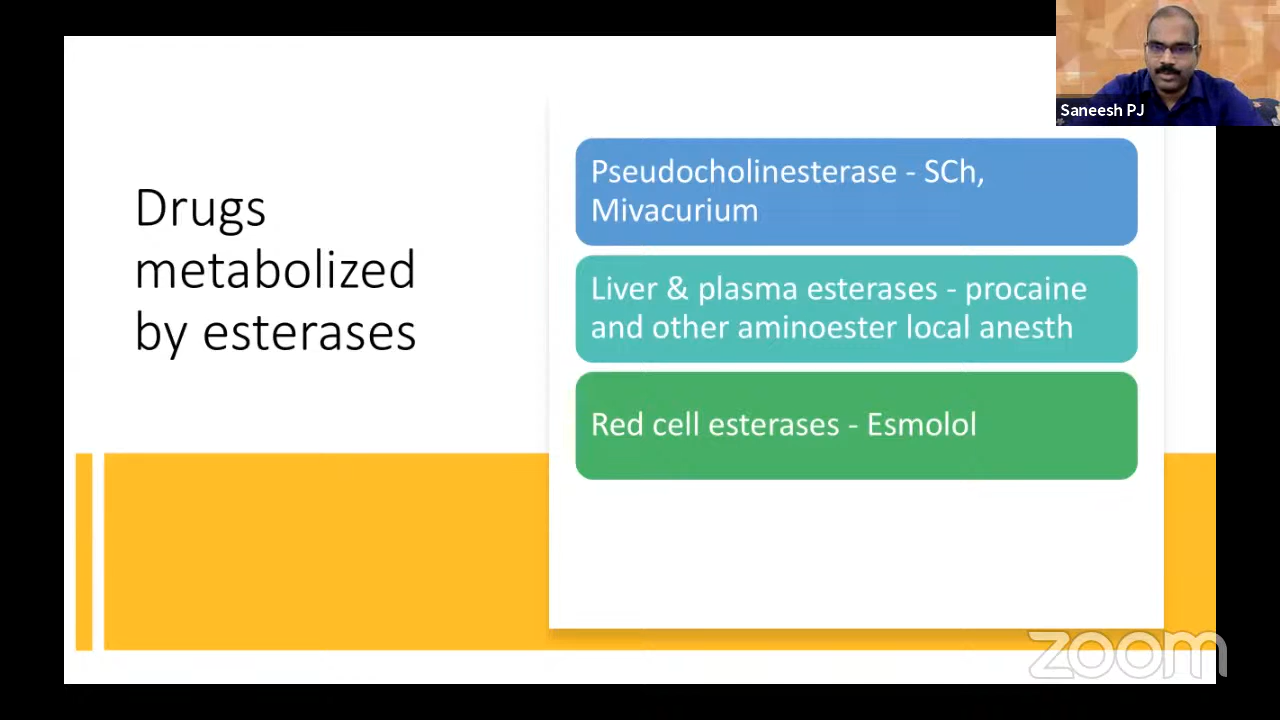 Saneesh PJ
Drugs
metabolized
by esterases
Pseudocholinesterase - SCh,
Mivacurium
Liver & plasma esterases - procaine
and other aminoester local anesth
Red cell esterases - Esmolol
zoom